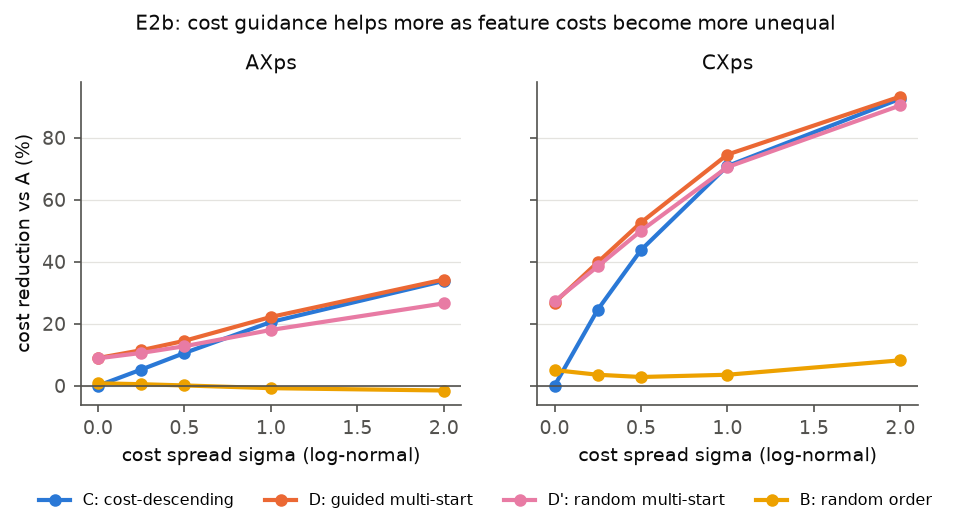 E2b: cost guidance helps more as feature costs become more unequal
AXps
CXps
cost reduction vs A (%)
80
60
40
20
0
0.0 0.5 1.0 1.5 2.0
0.0 0.5 1.0 1.5 2.0
cost spread sigma (log-normal)
cost spread sigma (log-normal)
C: cost-descending
D: guided multi-start
D': random multi-start
B: random order